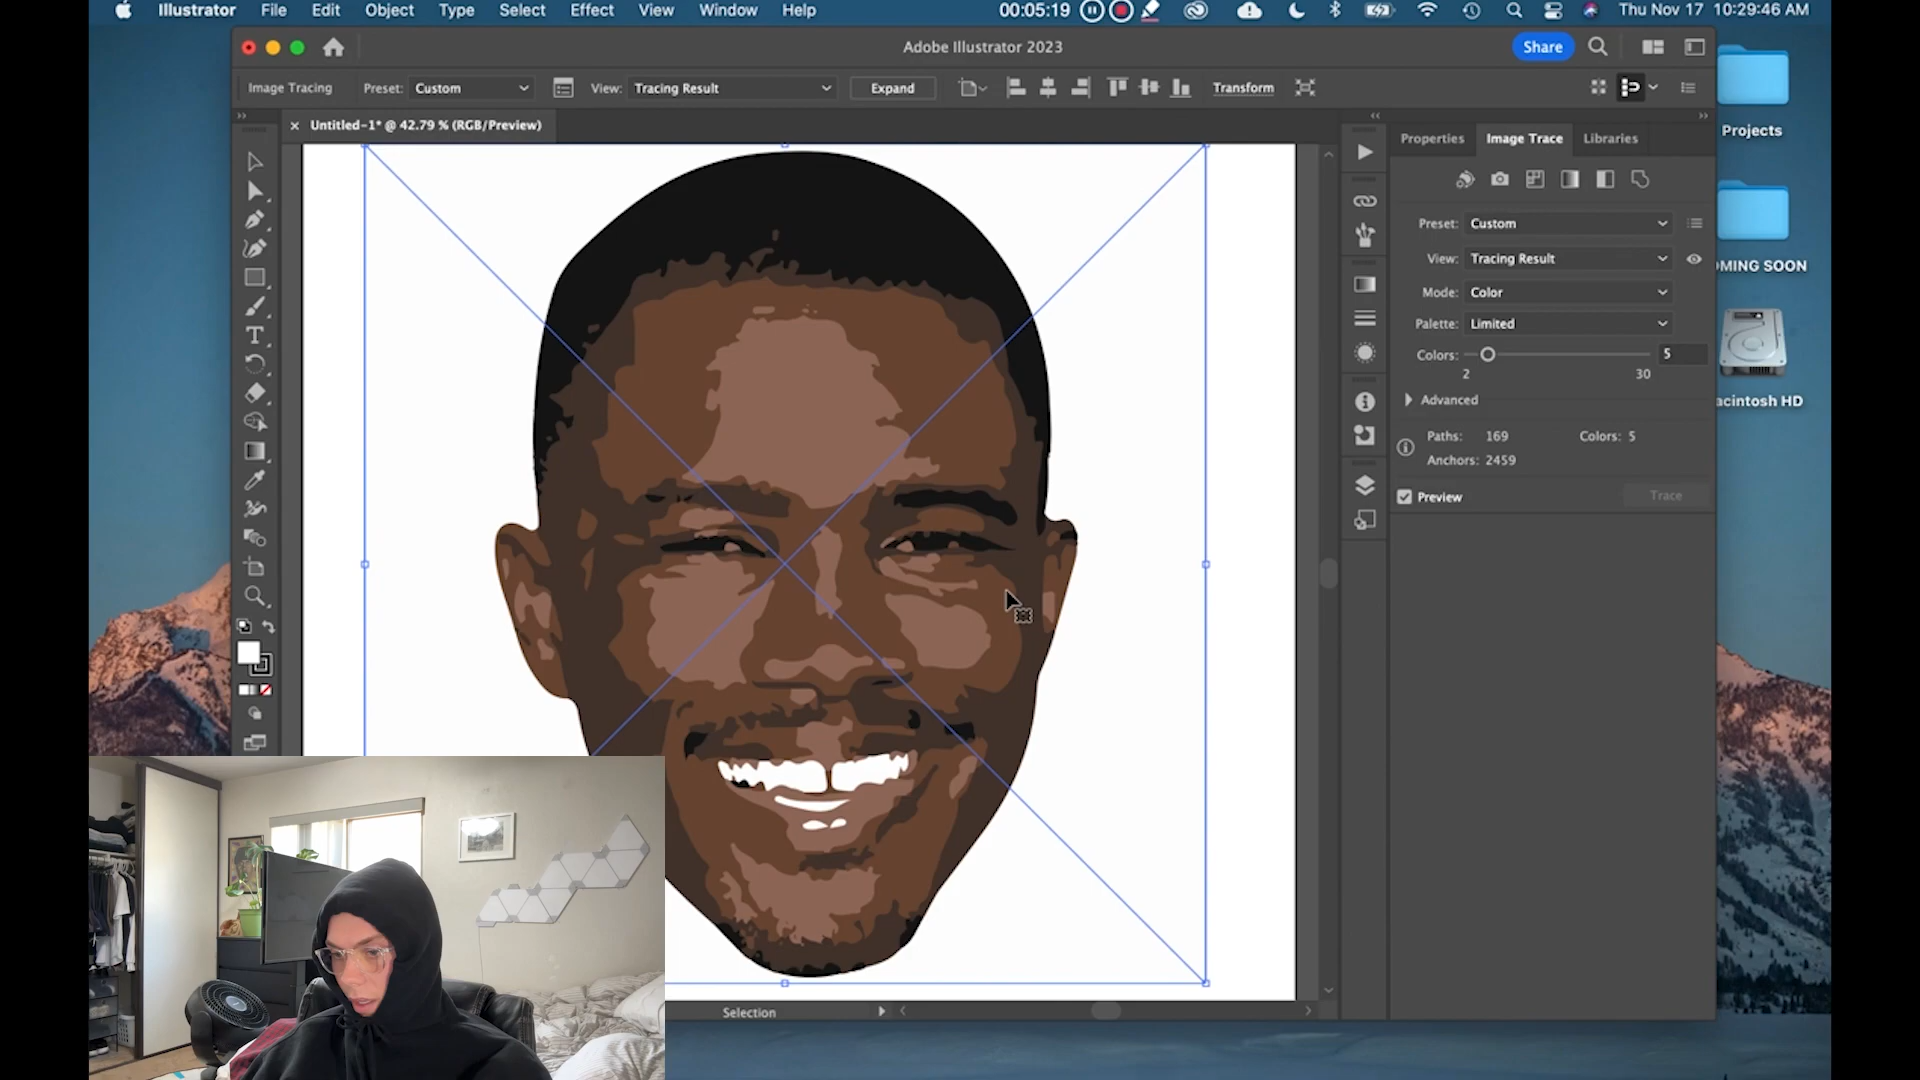 Illustrator File Edit Object Type Select Effect View Window Help 00:05:19 Thu Nov 17 10:29:46 AM
Adobe Illustrator 2023 Share
Image Tracing Preset: Custom View: Tracing Result Expand Transform
Untitled-1* @ 42.79 % (RGB/Preview)
Properties Image Trace Libraries
Preset: Custom
View: Tracing Result
Mode: Color
Palette: Limited
Colors: 5
2 30
Advanced
Paths: 169 Colors: 5
Anchors: 2459
Preview Trace
Projects
OMING SOON
acintosh HD
Selection